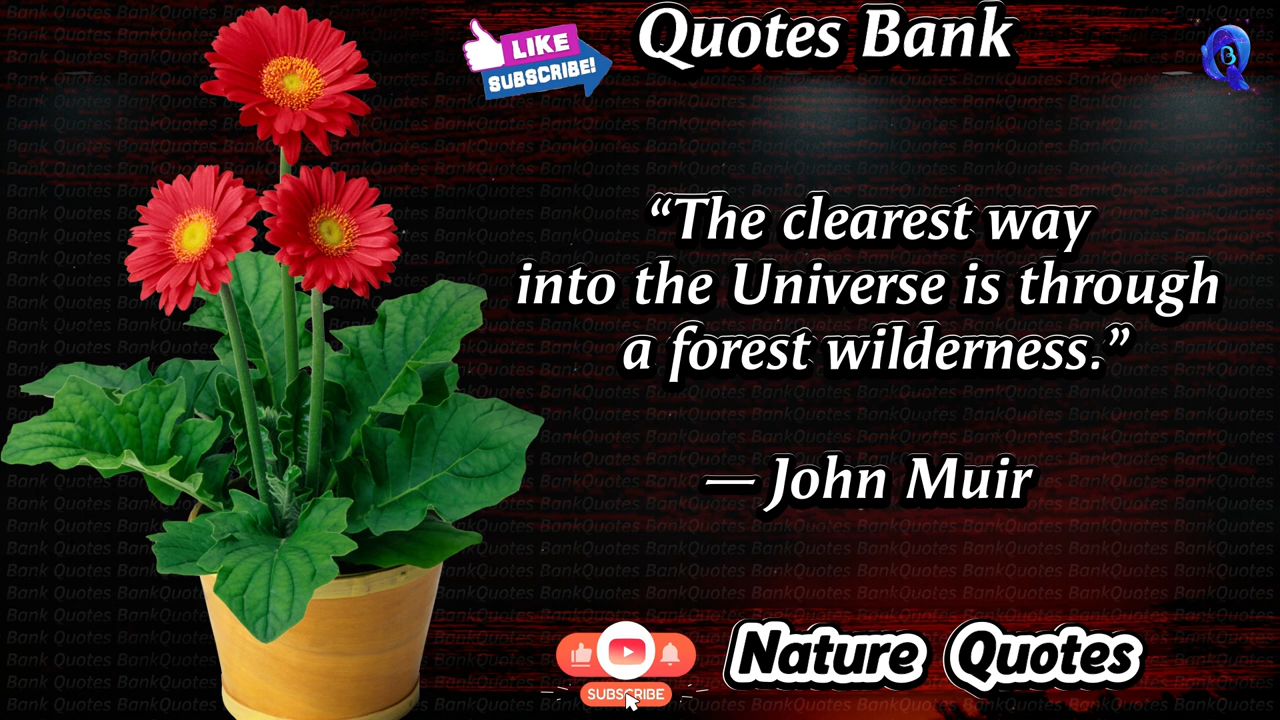 LIKE
SUBSCRIBE!
Quotes Bank
B
“The clearest way
into the Universe is through
a forest wilderness.”
— John Muir
SUBSCRIBE
Nature Quotes